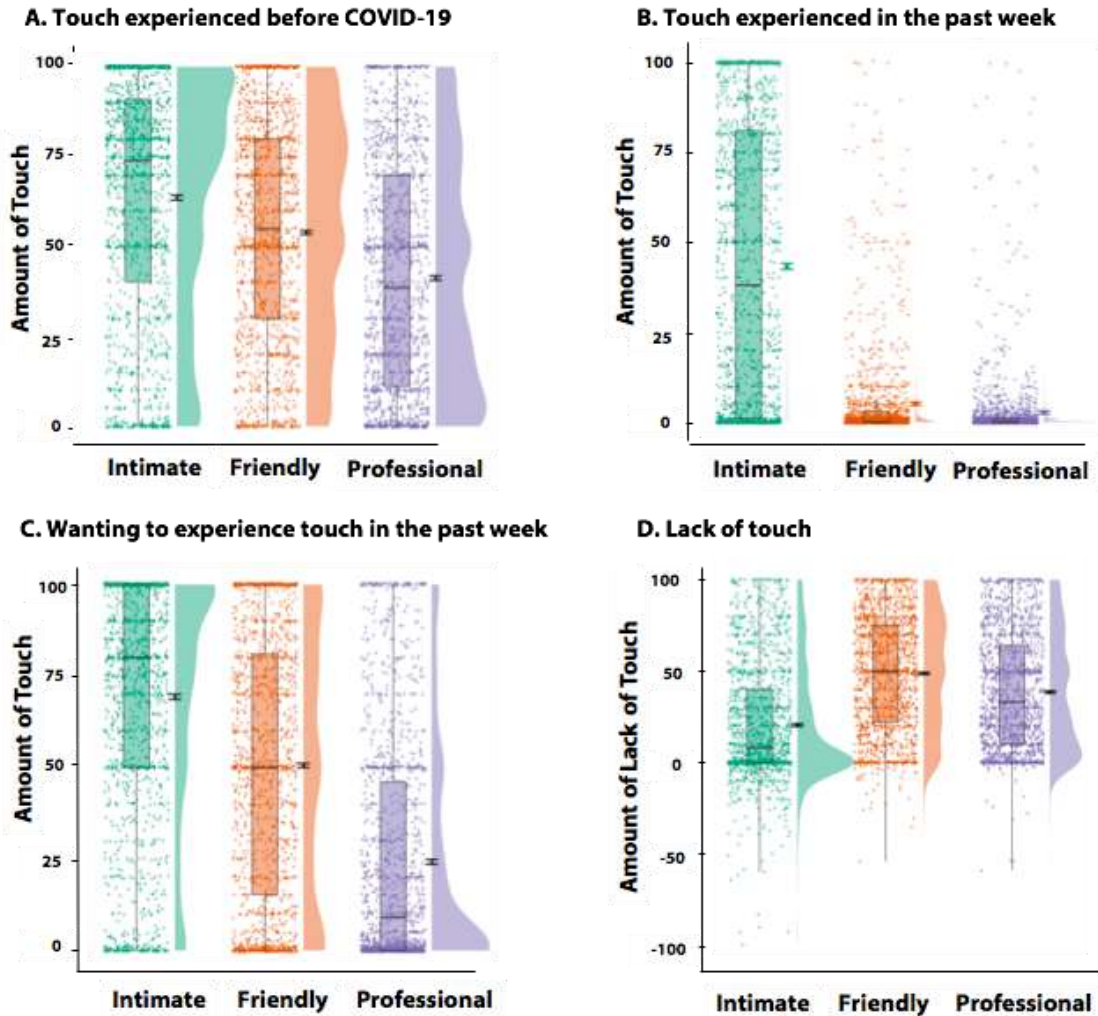 A. Touch experienced before COVID-19
Amount of Touch
100
75
50
25
0
Intimate Friendly Professional
B. Touch experienced in the past week
Amount of Touch
100
75
50
25
0
Intimate Friendly Professional
C. Wanting to experience touch in the past week
Amount of Touch
100
75
50
25
0
Intimate Friendly Professional
D. Lack of touch
Amount of Lack of Touch
100
50
0
-50
-100
Intimate Friendly Professional